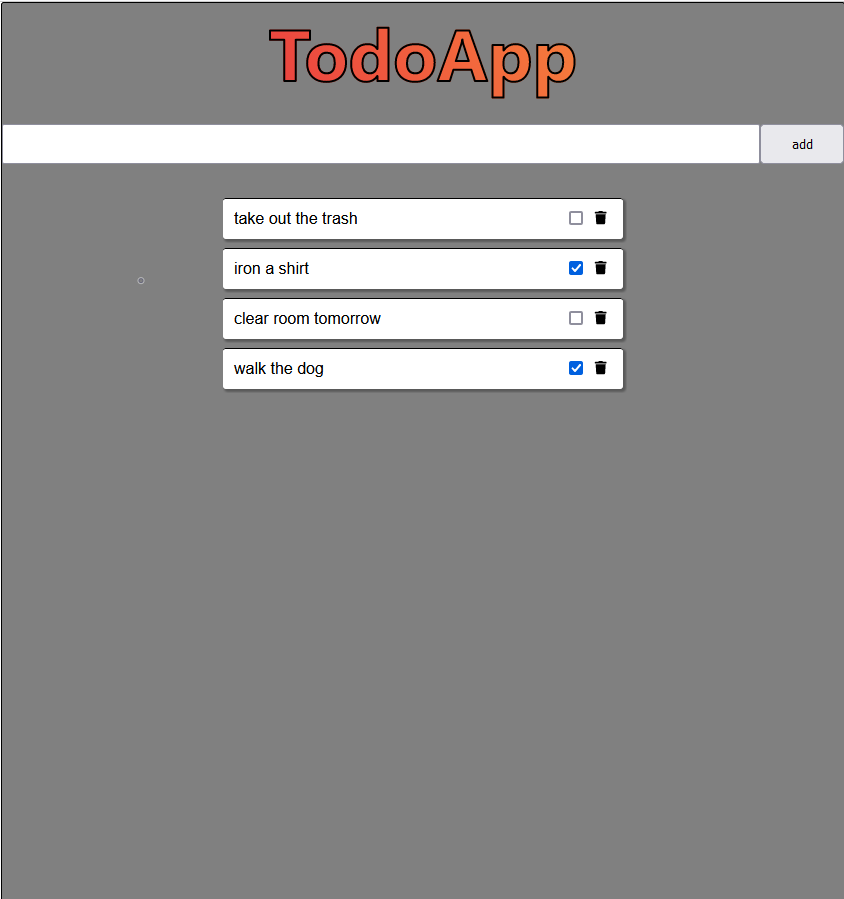 TodoApp
add
take out the trash
iron a shirt
clear room tomorrow
walk the dog